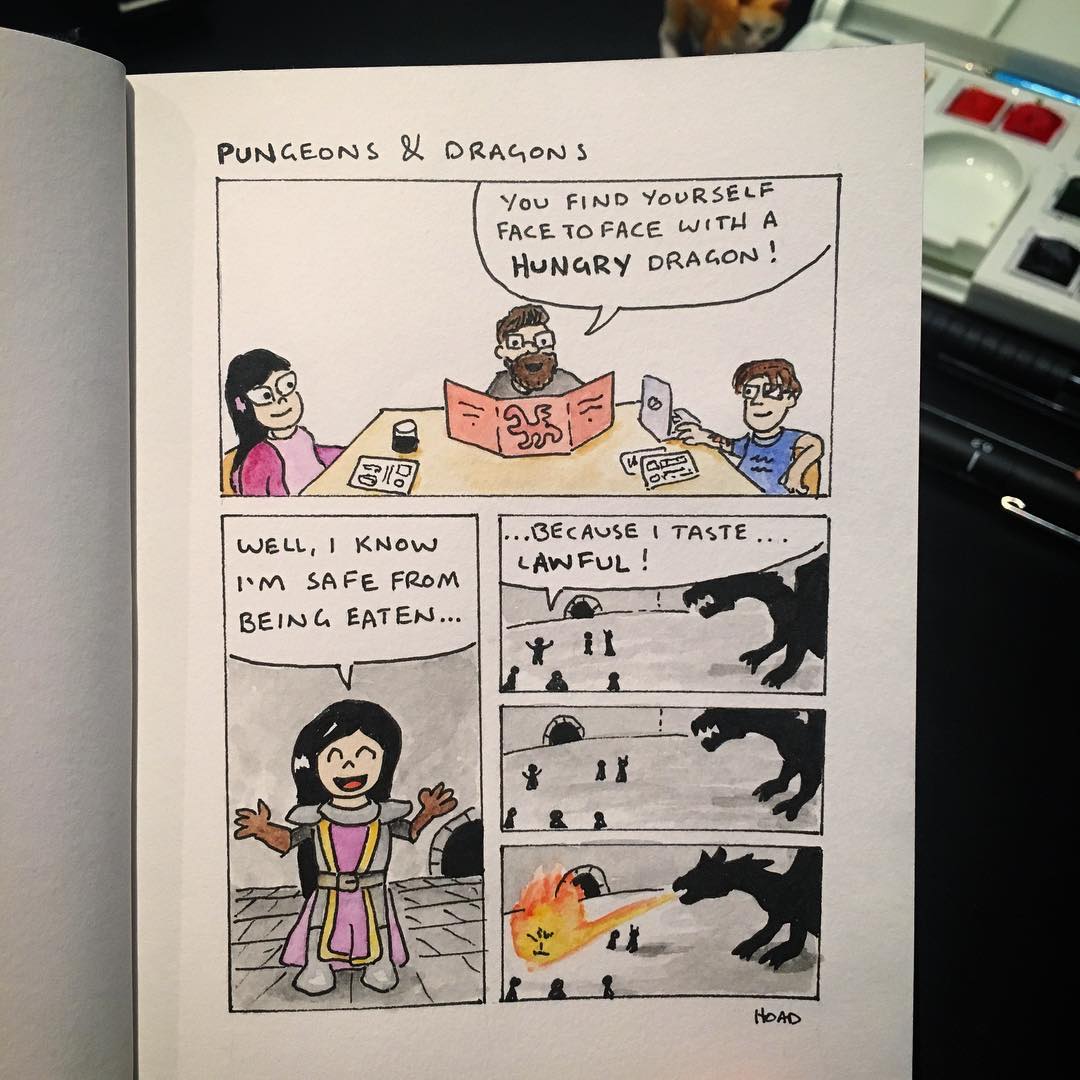 PUNGEONS & DRAGONS
YOU FIND YOURSELF
FACE TO FACE WITH A
HUNGRY DRAGON!
WELL, I KNOW
I'M SAFE FROM
BEING EATEN...
...BECAUSE I TASTE...
LAWFUL!
HOAD